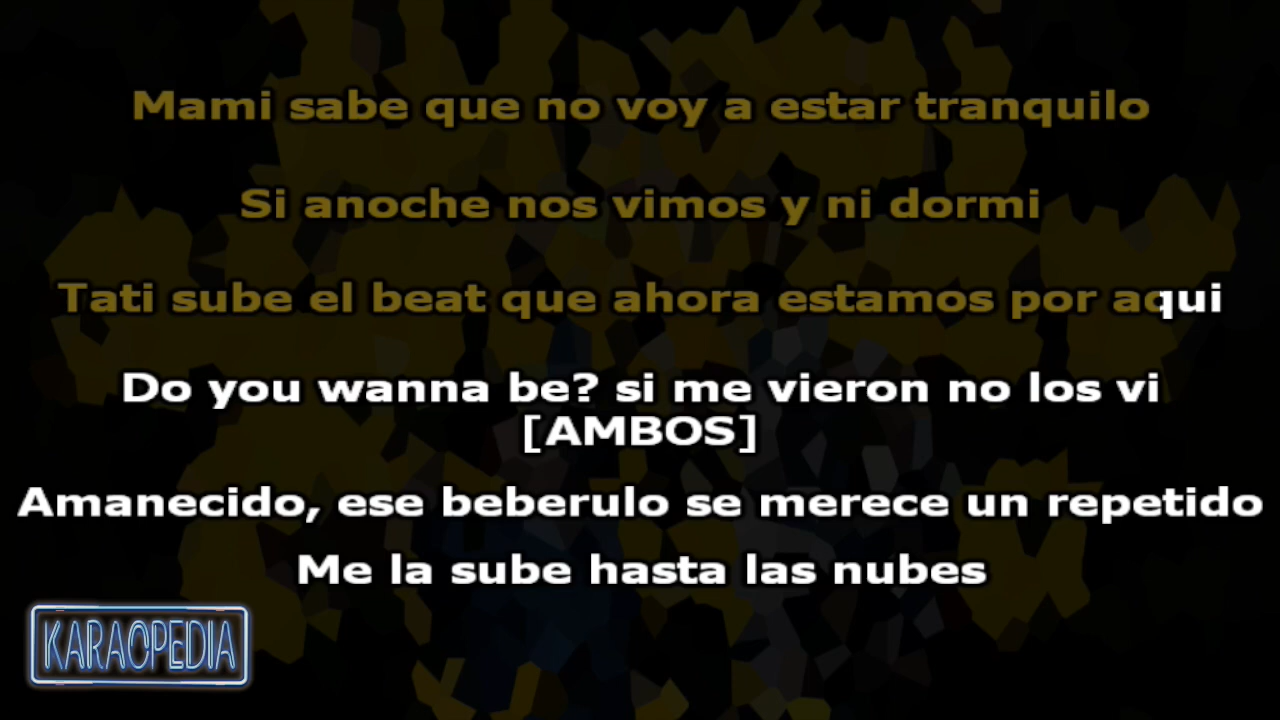 Mami sabe que no voy a estar tranquilo
Si anoche nos vimos y ni dormi
Tati sube el beat que ahora estamos por aqui
Do you wanna be? si me vieron no los vi
[AMBOS]
Amanecido, ese beberulo se merece un repetido
Me la sube hasta las nubes
KARAOPEDIA